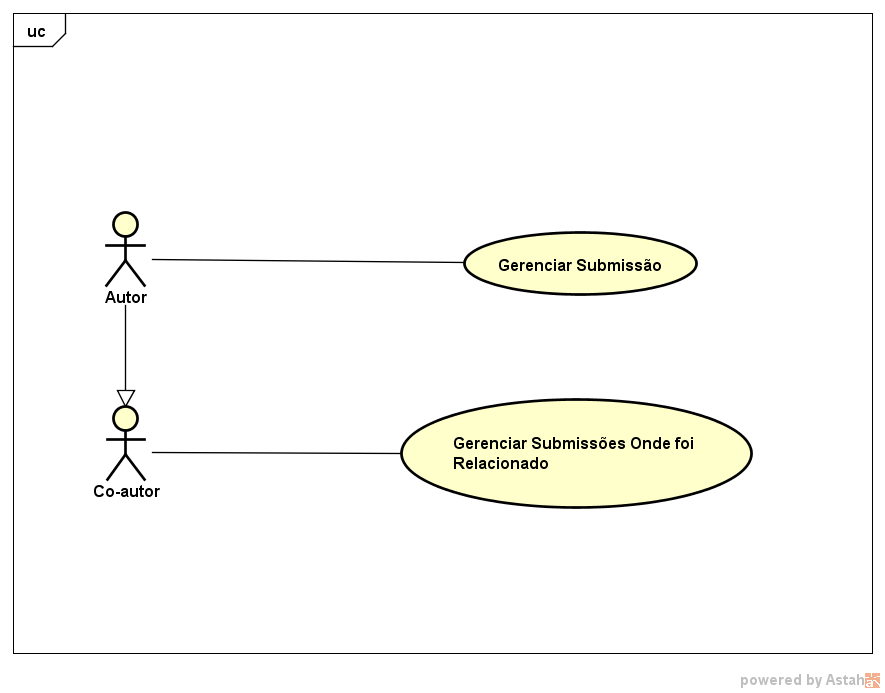 uc
Autor
Gerenciar Submissão
Co-autor
Gerenciar Submissões Onde foi
Relacionado
powered by Astah